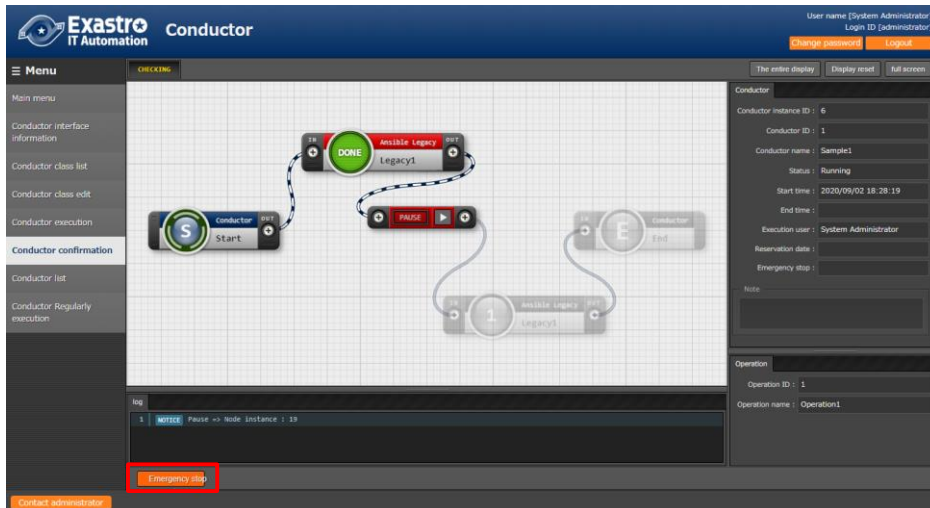 Exastro
IT Automation
Conductor
User name [System Administrator
Login ID [administrator
Change password
Logout
Menu
CHECKING
The entire display
Display reset
full screen
Main menu
Conductor interface
information
Conductor class list
Conductor class edit
Conductor execution
Conductor confirmation
Conductor list
Conductor Regularly
execution
IN
DONE
Ansible Legacy
OUT
Legacy1
S
Conductor
OUT
Start
PAUSE
IN
E
Conductor
End
IN
1
Ansible Legacy
OUT
Legacy1
Conductor
Conductor instance ID : 6
Conductor ID : 1
Conductor name : Sample1
Status : Running
Start time : 2020/09/02 18:28:19
End time :
Execution user : System Administrator
Reservation date :
Emergency stop :
Note
Operation
Operation ID : 1
Operation name : Operation1
log
1 NOTICE Pause => Node instance : 19
Emergency stop
Contact administrator